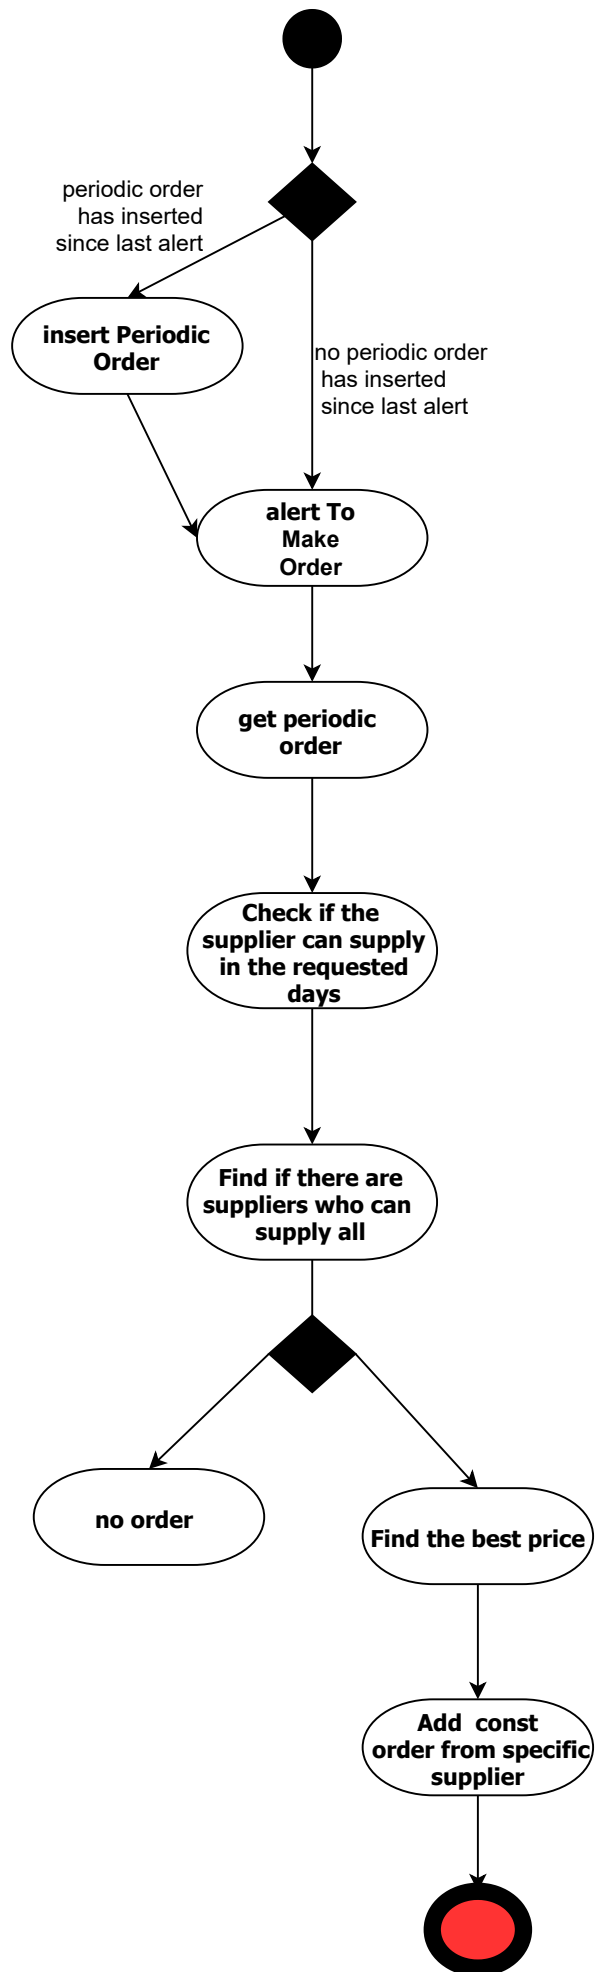 periodic order
has inserted
since last alert
insert Periodic
Order
no periodic order
has inserted
since last alert
alert To
Make
Order
get periodic
order
Check if the
supplier can supply
in the requested
days
Find if there are
suppliers who can
supply all
no order
Find the best price
Add const
order from specific
supplier